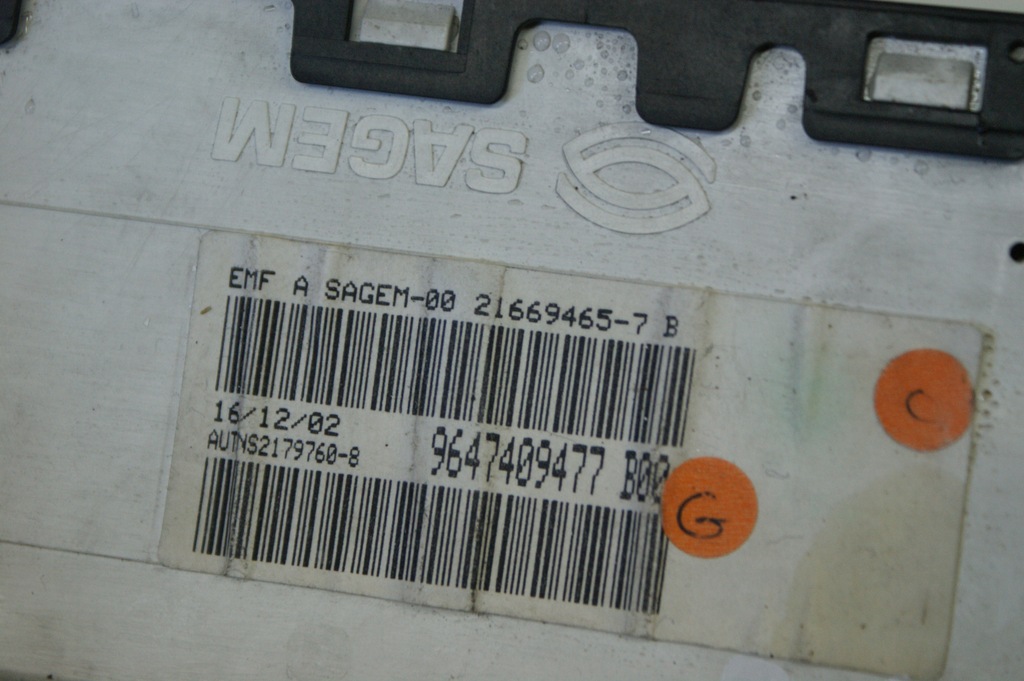 SAGEM
EMF A SAGEM-00 21669465-7 B
16/12/02
AUTNS2179760-8
9647409477 B00
G
C